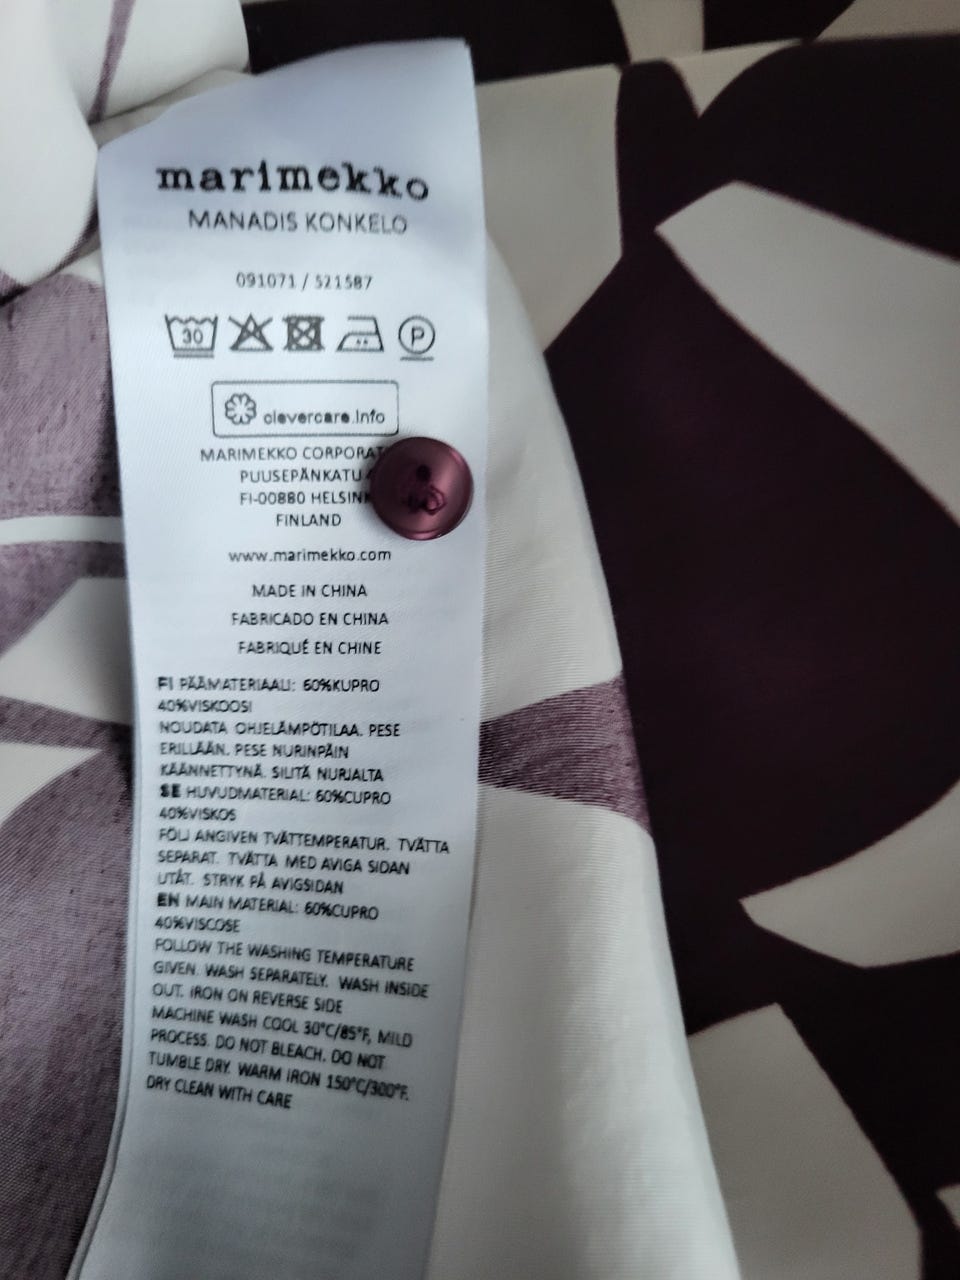 marimekko
MANADIS KONKELO
091071 / 521587
30 P
clevercare.info
MARIMEKKO CORPORAT
PUUSEPÄNKATU
FI-00880 HELSINK
FINLAND
www.marimekko.com
MADE IN CHINA
FABRICADO EN CHINA
FABRIQUÉ EN CHINE
FI PÄÄMATERIAALI: 60%KUPRO
40%VISKOOSI
NOUDATA OHJELÄMPÖTILAA. PESE
ERILLÄÄN. PESE NURINPÄIN
KÄÄNNETTYNÄ. SILITÄ NURJALTA
SE HUVUDMATERIAL: 60%CUPRO
40%VISKOS
FÖLJ ANGIVEN TVÄTTEMPERATUR. TVÄTTA
SEPARAT. TVÄTTA MED AVIGA SIDAN
UTÅT. STRYK PÅ AVIGSIDAN
EN MAIN MATERIAL: 60%CUPRO
40%VISCOSE
FOLLOW THE WASHING TEMPERATURE
GIVEN. WASH SEPARATELY. WASH INSIDE
OUT. IRON ON REVERSE SIDE
MACHINE WASH COOL 30°C/85°F, MILD
PROCESS. DO NOT BLEACH. DO NOT
TUMBLE DRY. WARM IRON 150°C/300°F.
DRY CLEAN WITH CARE